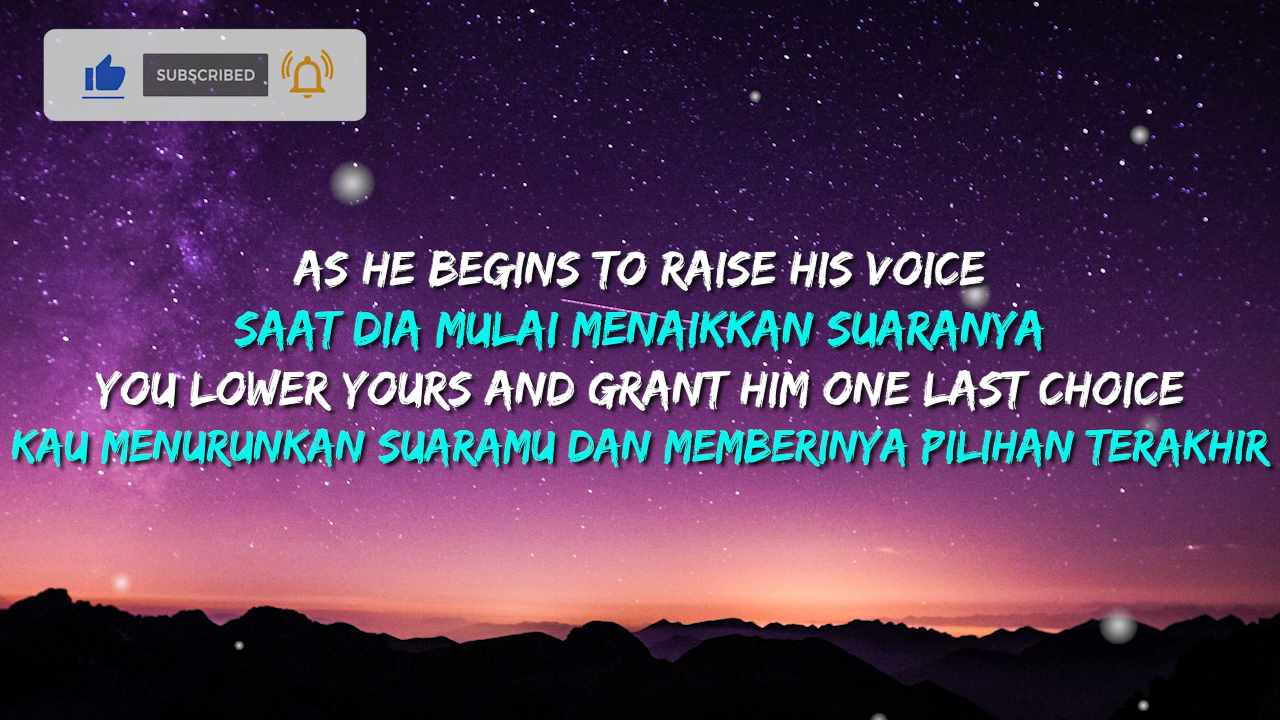 SUBSCRIBED
AS HE BEGINS TO RAISE HIS VOICE
SAAT DIA MULAI MENAIKKAN SUARANYA
YOU LOWER YOURS AND GRANT HIM ONE LAST CHOICE
KAU MENURUNKAN SUARAMU DAN MEMBERINYA PILIHAN TERAKHIR